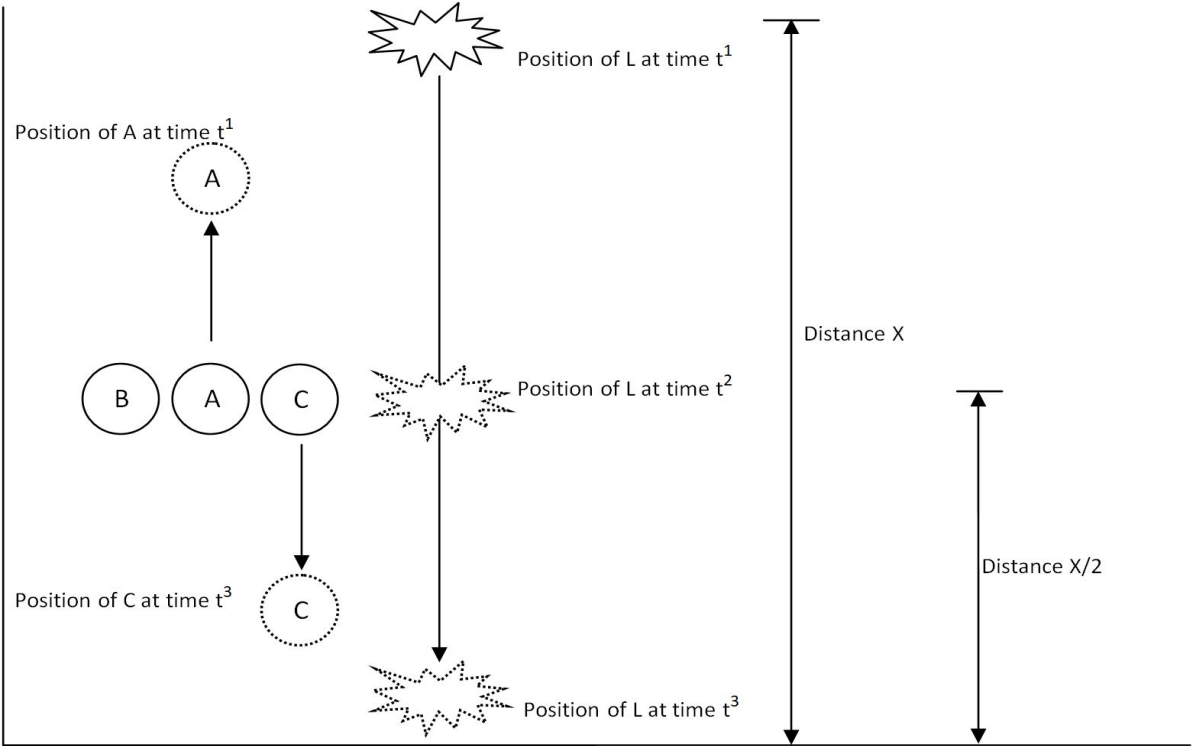 Position of L at time t¹
Position of A at time t¹
A
Distance X
Position of L at time t²
B A C
Distance X/2
Position of C at time t³
C
Position of L at time t³